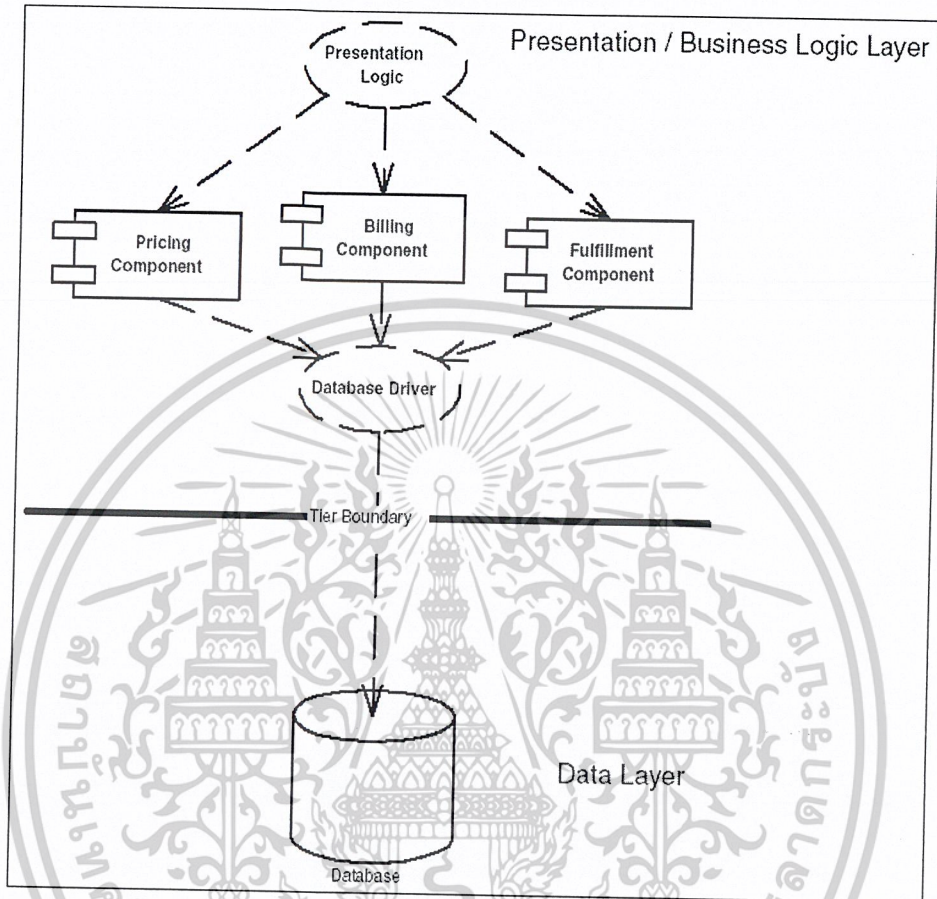 Presentation / Business Logic Layer
Presentation
Logic
Pricing
Component
Billing
Component
Fulfillment
Component
Database Driver
Tier Boundary
Data Layer
Database